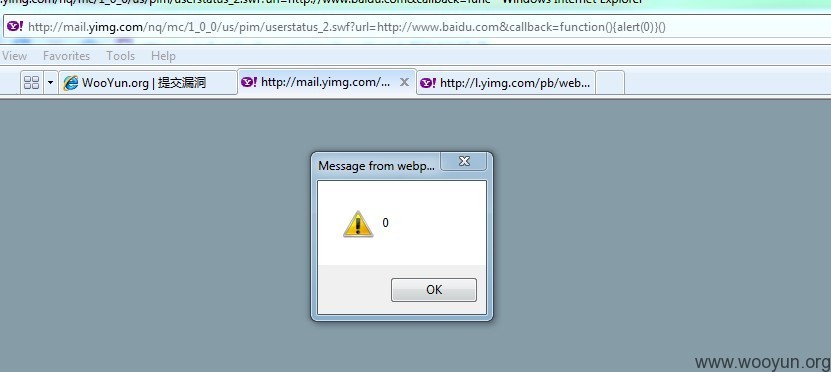 .yimg.com/nq/mc/1_0_0/us/pim/userstatus_2.swf?url=http://www.baidu.com&callback=func - Windows Internet Explorer
http://mail.yimg.com/nq/mc/1_0_0/us/pim/userstatus_2.swf?url=http://www.baidu.com&callback=function(){alert(0)}()
View Favorites Tools Help
WooYun.org | 提交漏洞 http://mail.yimg.com/... http://l.yimg.com/pb/web...
Message from webp...
0
OK
www.wooyun.org